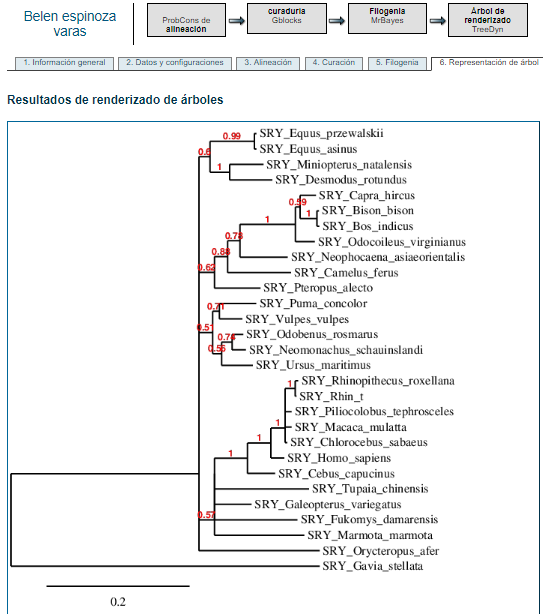 Belen espinoza
varas
ProbCons de
alineación
curaduría
Gblocks
Filogenia
MrBayes
Árbol de
renderizado
TreeDyn
1. Información general
2. Datos y configuraciones
3. Alineación
4. Curación
5. Filogenia
6. Representación de árbol
Resultados de renderizado de árboles
0.99
SRY_Equus_przewalskii
SRY_Equus_asinus
0.6
1
SRY_Miniopterus_natalensis
SRY_Desmodus_rotundus
SRY_Capra_hircus
0.59
1
SRY_Bison_bison
SRY_Bos_indicus
1
SRY_Odocoileus_virginianus
0.73
SRY_Neophocaena_asiaeorientalis
0.88
SRY_Camelus_ferus
0.62
SRY_Pteropus_alecto
SRY_Puma_concolor
0.71
SRY_Vulpes_vulpes
0.51
SRY_Odobenus_rosmarus
0.76
SRY_Neomonachus_schauinslandi
0.55
SRY_Ursus_maritimus
SRY_Rhinopithecus_roxellana
1
SRY_Rhin_t
SRY_Piliocolobus_tephrosceles
1
SRY_Macaca_mulatta
SRY_Chlorocebus_sabaeus
1
SRY_Homo_sapiens
1
SRY_Cebus_capucinus
SRY_Tupaia_chinensis
SRY_Galeopterus_variegatus
0.57
SRY_Fukomys_damarensis
SRY_Marmota_marmota
SRY_Orycteropus_afer
SRY_Gavia_stellata
0.2